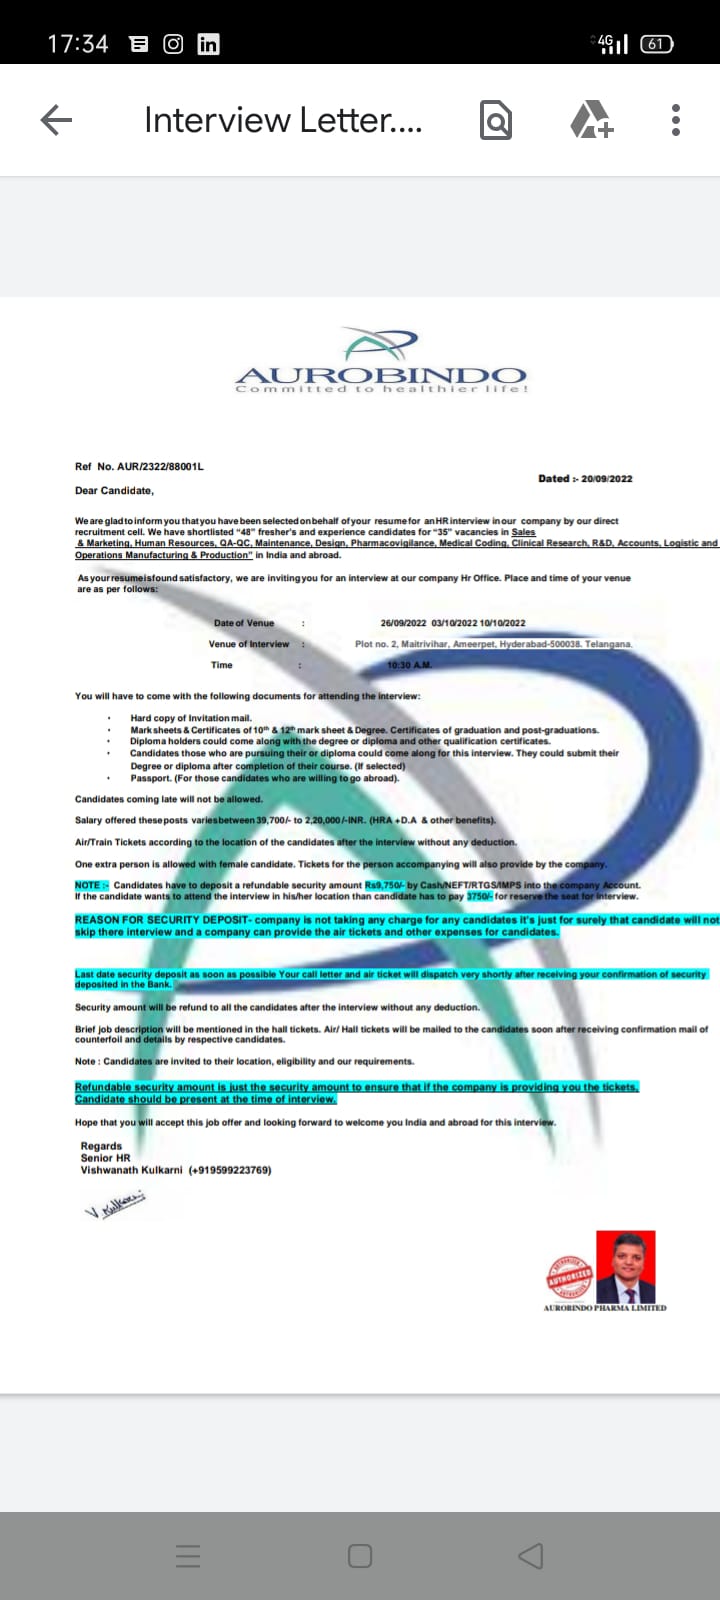 17:34
4G
61
Interview Letter....
AUROBINDO
Committed to healthier life!
Ref No. AUR/2322/88001L
Dated :- 20/09/2022
Dear Candidate,
We are glad to inform you that you have been selected on behalf of your resume for an HR interview in our company by our direct
recruitment cell. We have shortlisted "48" fresher's and experience candidates for "35" vacancies in Sales
& Marketing, Human Resources, QA-QC, Maintenance, Design, Pharmacovigilance, Medical Coding, Clinical Research, R&D, Accounts, Logistic and
Operations Manufacturing & Production" in India and abroad.
As your resume is found satisfactory, we are inviting you for an interview at our company Hr Office. Place and time of your venue
are as per follows:
Date of Venue : 26/09/2022 03/10/2022 10/10/2022
Venue of Interview : Plot no. 2, Maitrivihar, Ameerpet, Hyderabad-500038. Telangana.
Time : 10:30 A.M.
You will have to come with the following documents for attending the interview:
• Hard copy of Invitation mail.
• Mark sheets & Certificates of 10th & 12th mark sheet & Degree. Certificates of graduation and post-graduations.
• Diploma holders could come along with the degree or diploma and other qualification certificates.
• Candidates those who are pursuing their or diploma could come along for this interview. They could submit their
Degree or diploma after completion of their course. (If selected)
• Passport. (For those candidates who are willing to go abroad).
Candidates coming late will not be allowed.
Salary offered these posts varies between 39,700/- to 2,20,000/-INR. (HRA +D.A & other benefits).
Air/Train Tickets according to the location of the candidates after the interview without any deduction.
One extra person is allowed with female candidate. Tickets for the person accompanying will also provide by the company.
NOTE :- Candidates have to deposit a refundable security amount Rs9,750/- by Cash/NEFT/RTGS/IMPS into the company Account.
If the candidate wants to attend the interview in his/her location than candidate has to pay 3750/- for reserve the seat for interview.
REASON FOR SECURITY DEPOSIT- company is not taking any charge for any candidates it's just for surely that candidate will not
skip there interview and a company can provide the air tickets and other expenses for candidates.
Last date security deposit as soon as possible Your call letter and air ticket will dispatch very shortly after receiving your confirmation of security
deposited in the Bank.
Security amount will be refund to all the candidates after the interview without any deduction.
Brief job description will be mentioned in the hall tickets. Air/ Hall tickets will be mailed to the candidates soon after receiving confirmation mail of
counterfoil and details by respective candidates.
Note : Candidates are invited to their location, eligibility and our requirements.
Refundable security amount is just the security amount to ensure that if the company is providing you the tickets,
Candidate should be present at the time of interview.
Hope that you will accept this job offer and looking forward to welcome you India and abroad for this interview.
Regards
Senior HR
Vishwanath Kulkarni (+919599223769)
V Kulkarni
AUTHORIZED
AUROBINDO PHARMA LIMITED